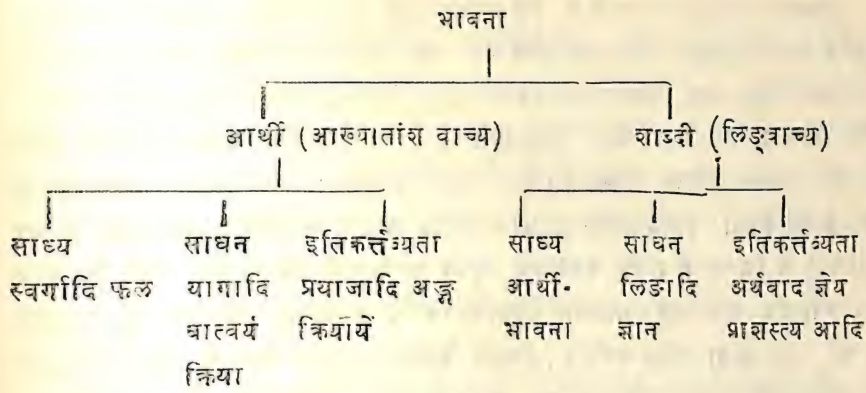 भावना
आर्थी (आख्यातांश वाच्य) शाब्दी (लिङ्वाच्य)
साध्य साधन इतिकर्त्तव्यता साध्य साधन इतिकर्त्तव्यता
स्वर्गादि फल यागादि प्रयाजादि अङ्ग आर्थी- लिङादि अर्थवाद ज्ञेय
धात्वर्थ क्रियायें भावना ज्ञान प्राशस्त्य आदि
क्रिया